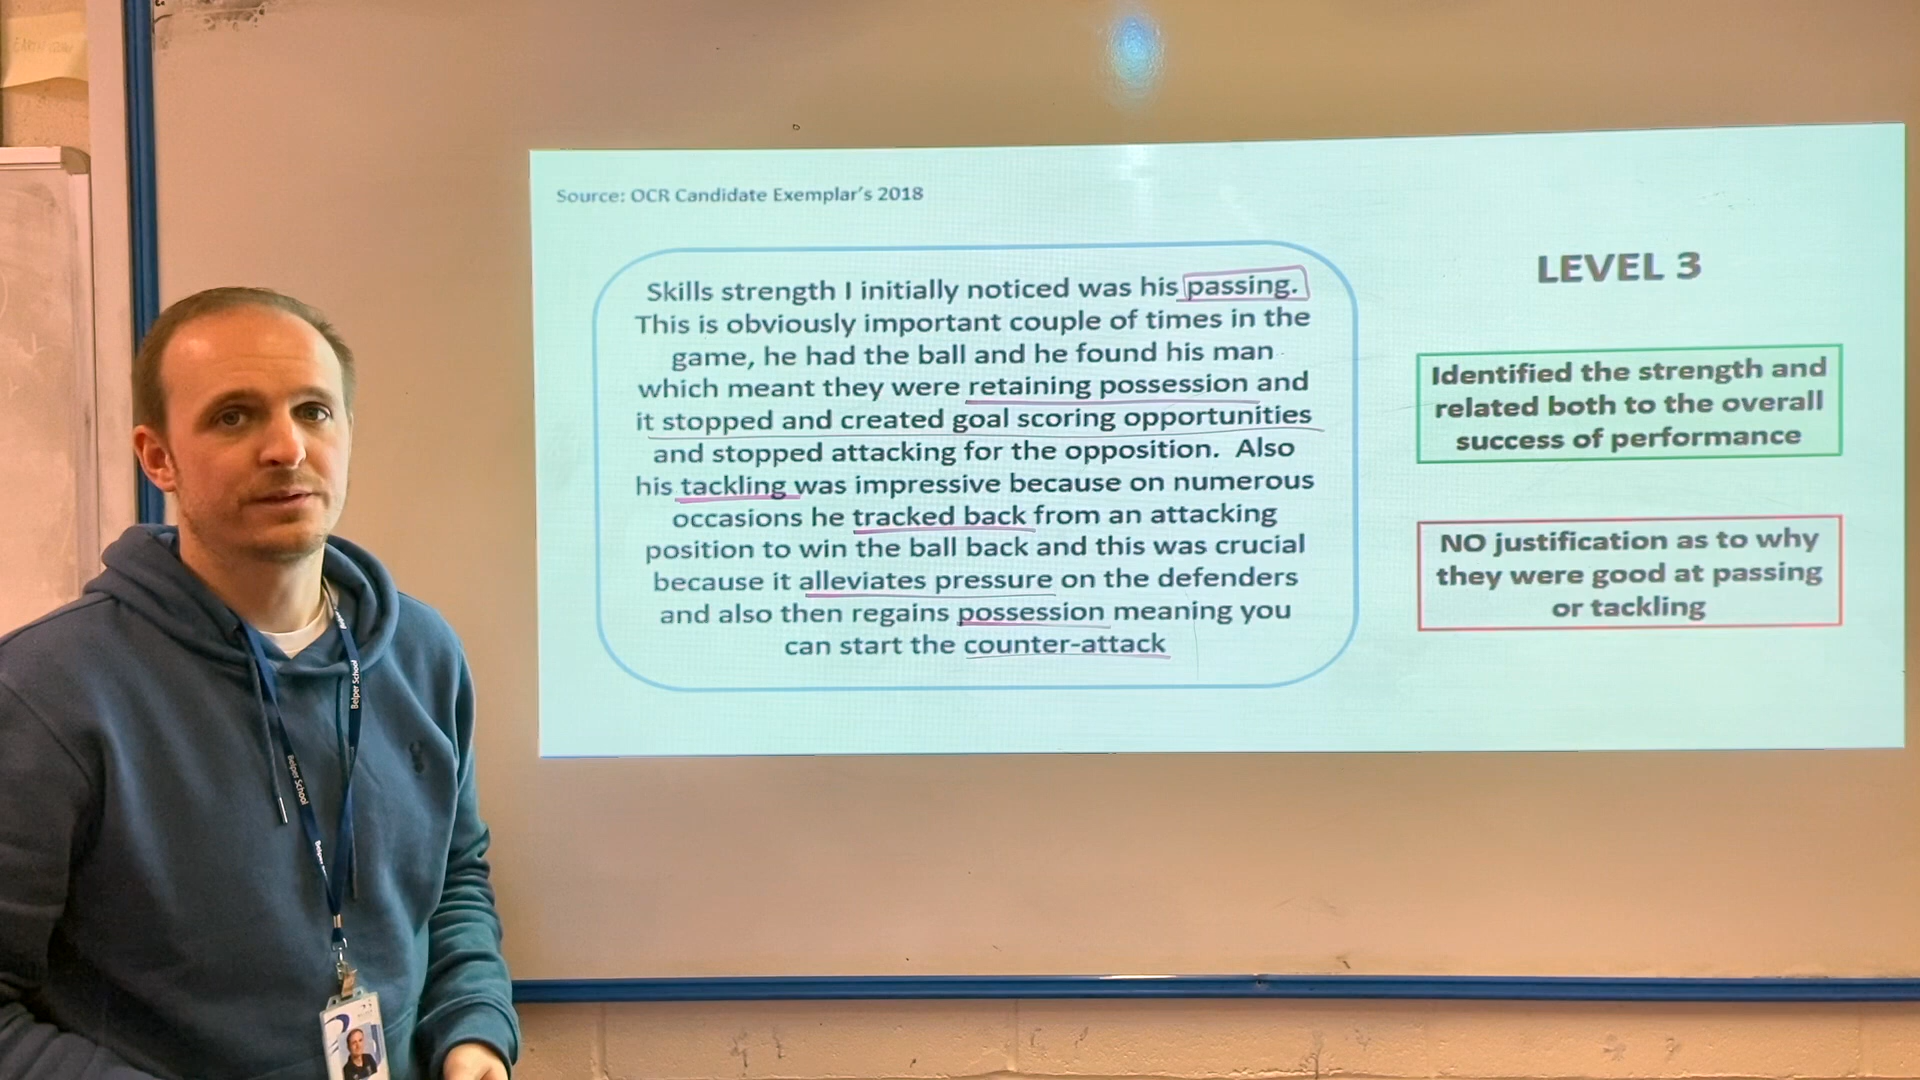 Source: OCR Candidate Exemplar's 2018
Skills strength I initially noticed was his passing.
This is obviously important couple of times in the
game, he had the ball and he found his man
which meant they were retaining possession and
it stopped and created goal scoring opportunities
and stopped attacking for the opposition. Also
his tackling was impressive because on numerous
occasions he tracked back from an attacking
position to win the ball back and this was crucial
because it alleviates pressure on the defenders
and also then regains possession meaning you
can start the counter-attack
LEVEL 3
Identified the strength and
related both to the overall
success of performance
NO justification as to why
they were good at passing
or tackling
Belper School
Belper School